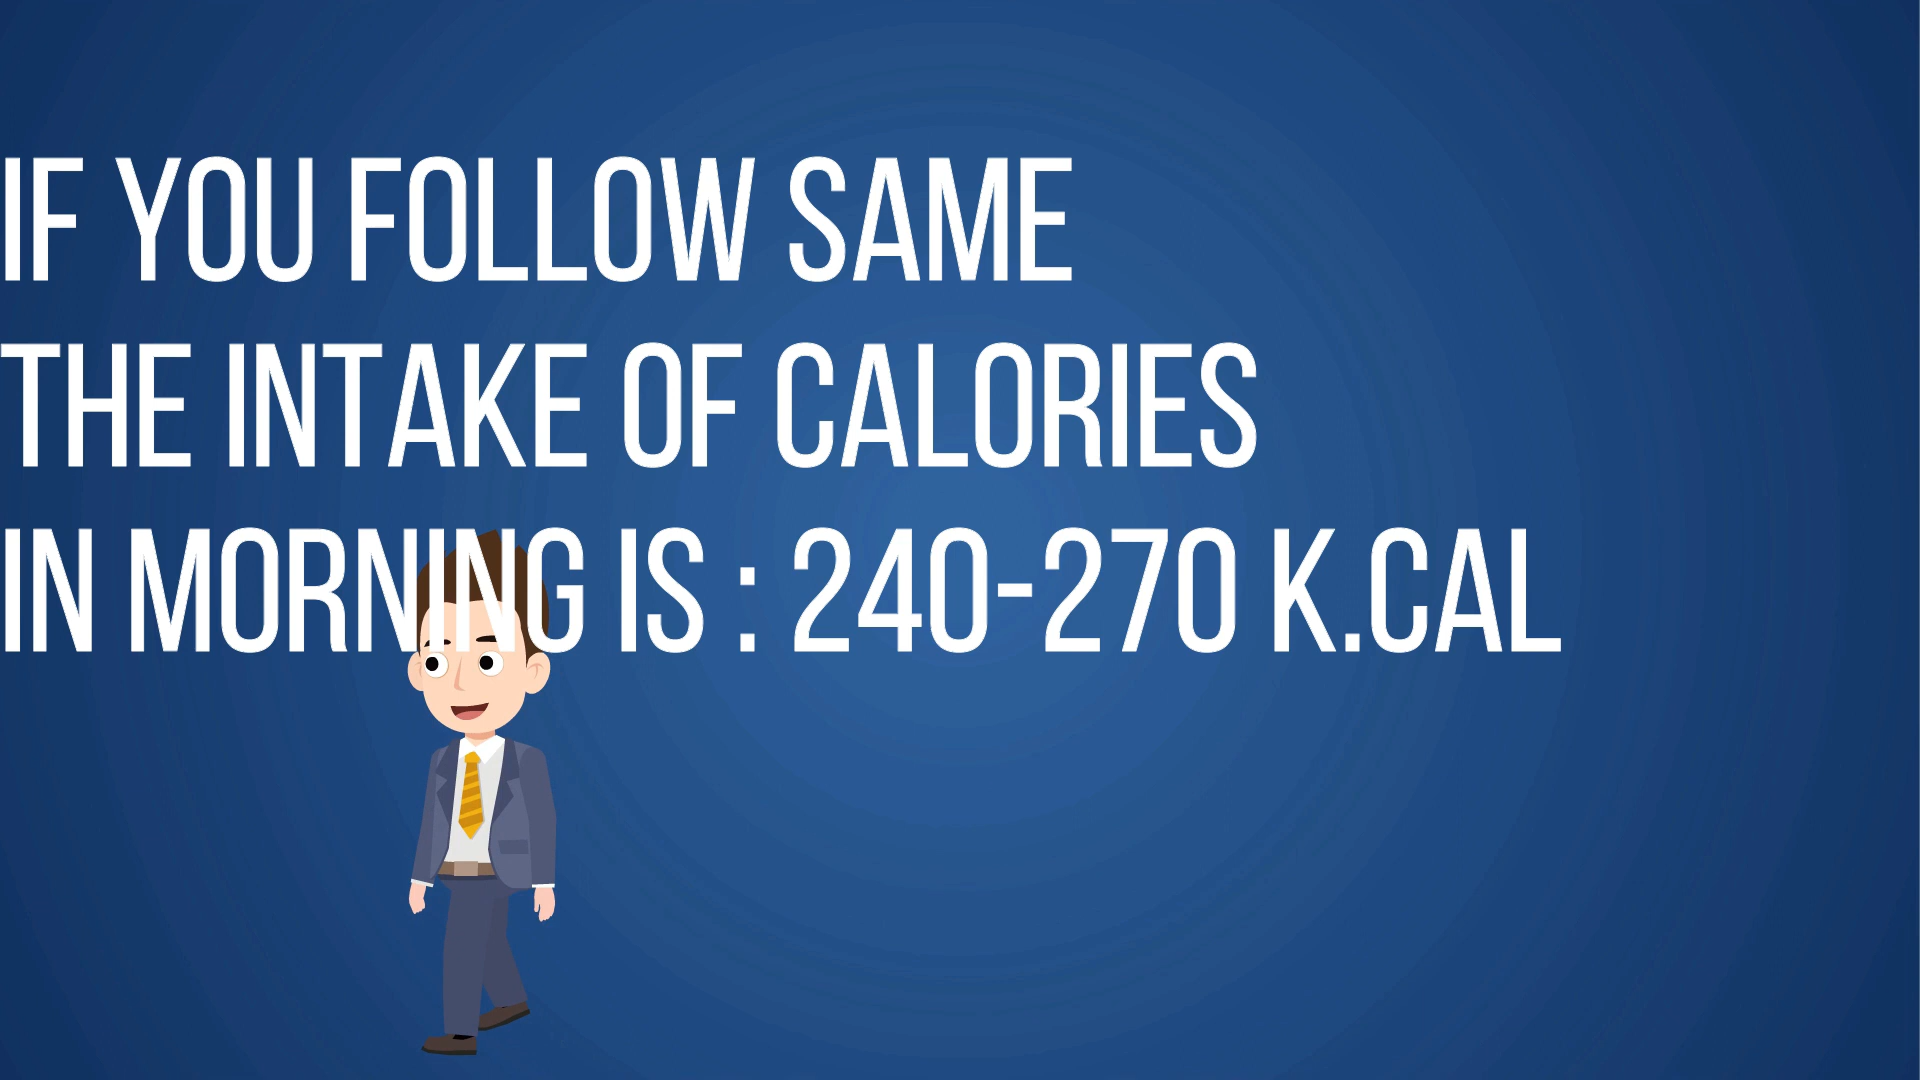 IF YOU FOLLOW SAME
THE INTAKE OF CALORIES
IN MORNING IS : 240-270 K.CAL